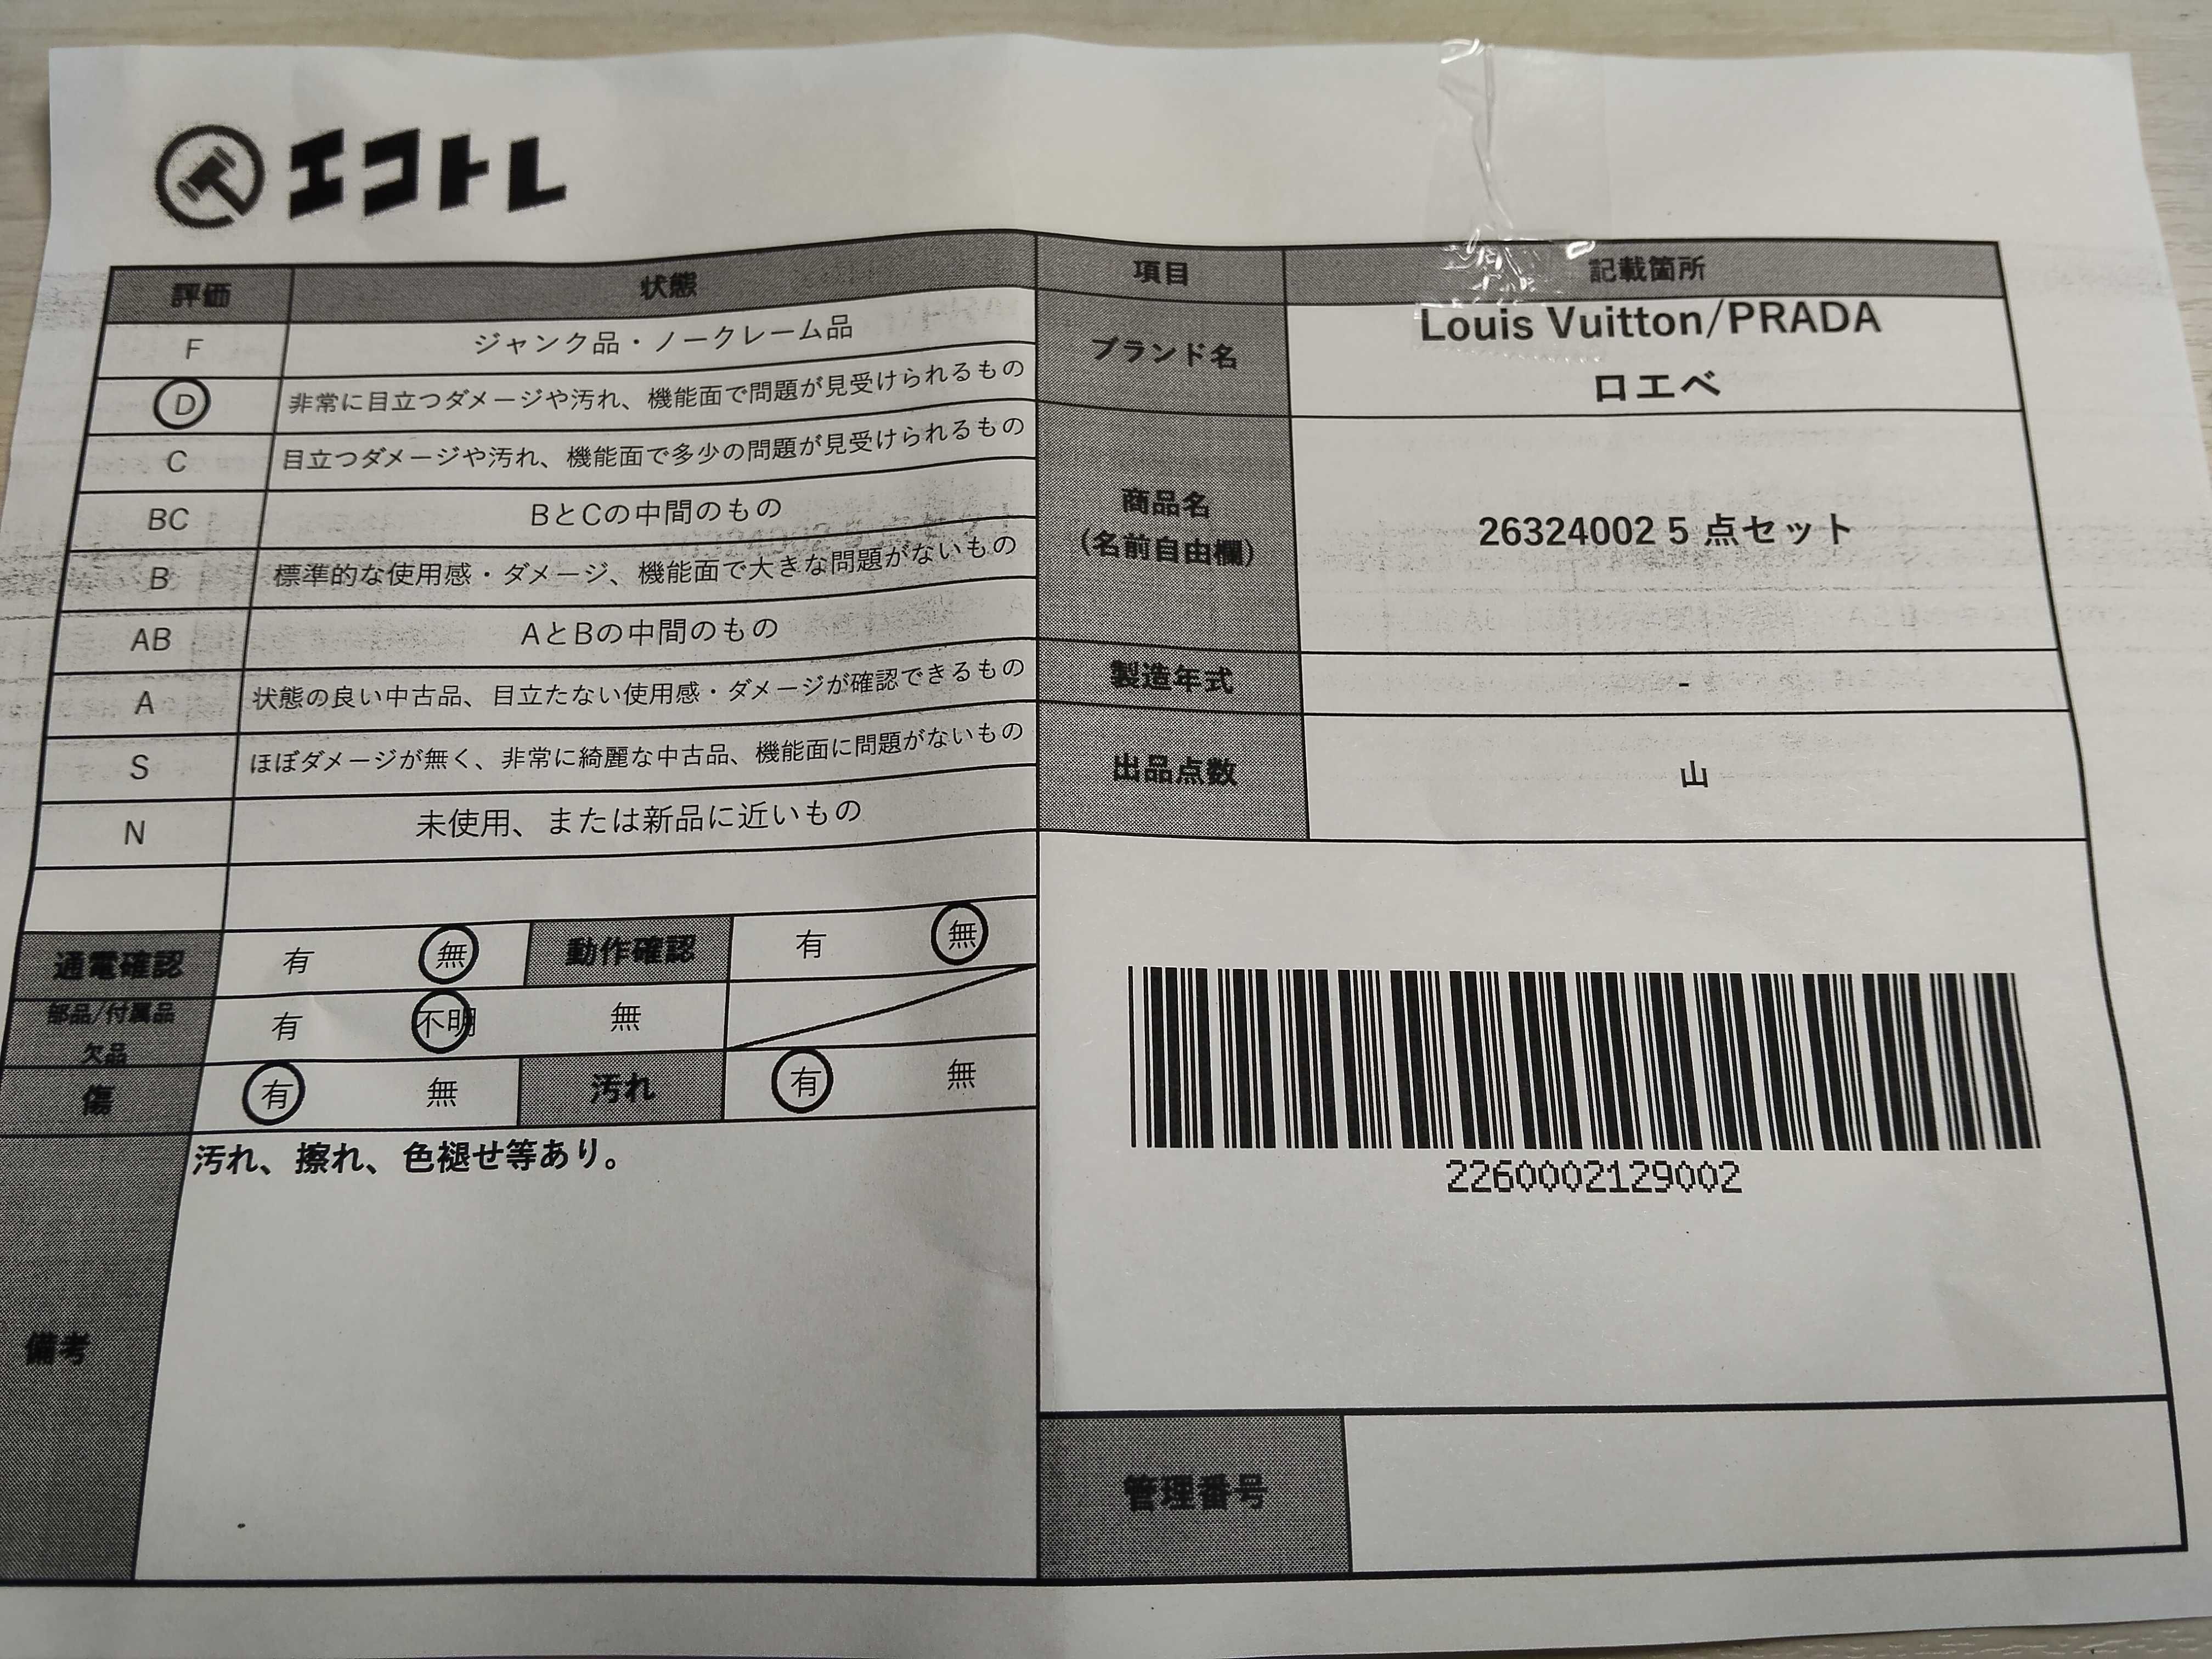 エコトレ
評価 状態
F ジャンク品・ノークレーム品
D 非常に目立つダメージや汚れ、機能面で問題が見受けられるもの
C 目立つダメージや汚れ、機能面で多少の問題が見受けられるもの
BC BとCの中間のもの
B 標準的な使用感・ダメージ、機能面で大きな問題がないもの
AB AとBの中間のもの
A 状態の良い中古品、目立たない使用感・ダメージが確認できるもの
S ほぼダメージが無く、非常に綺麗な中古品、機能面に問題がないもの
N 未使用、または新品に近いもの
通電確認 有 無 動作確認 有 無
部品/付属品
欠品 有 不明 無
傷 有 無 汚れ 有 無
備考 汚れ、擦れ、色褪せ等あり。
項目 記載箇所
ブランド名 Louis Vuitton/PRADA
ロエベ
商品名
(名前自由欄) 26324002 5 点セット
製造年式 -
出品点数 山
2260002129002
管理番号